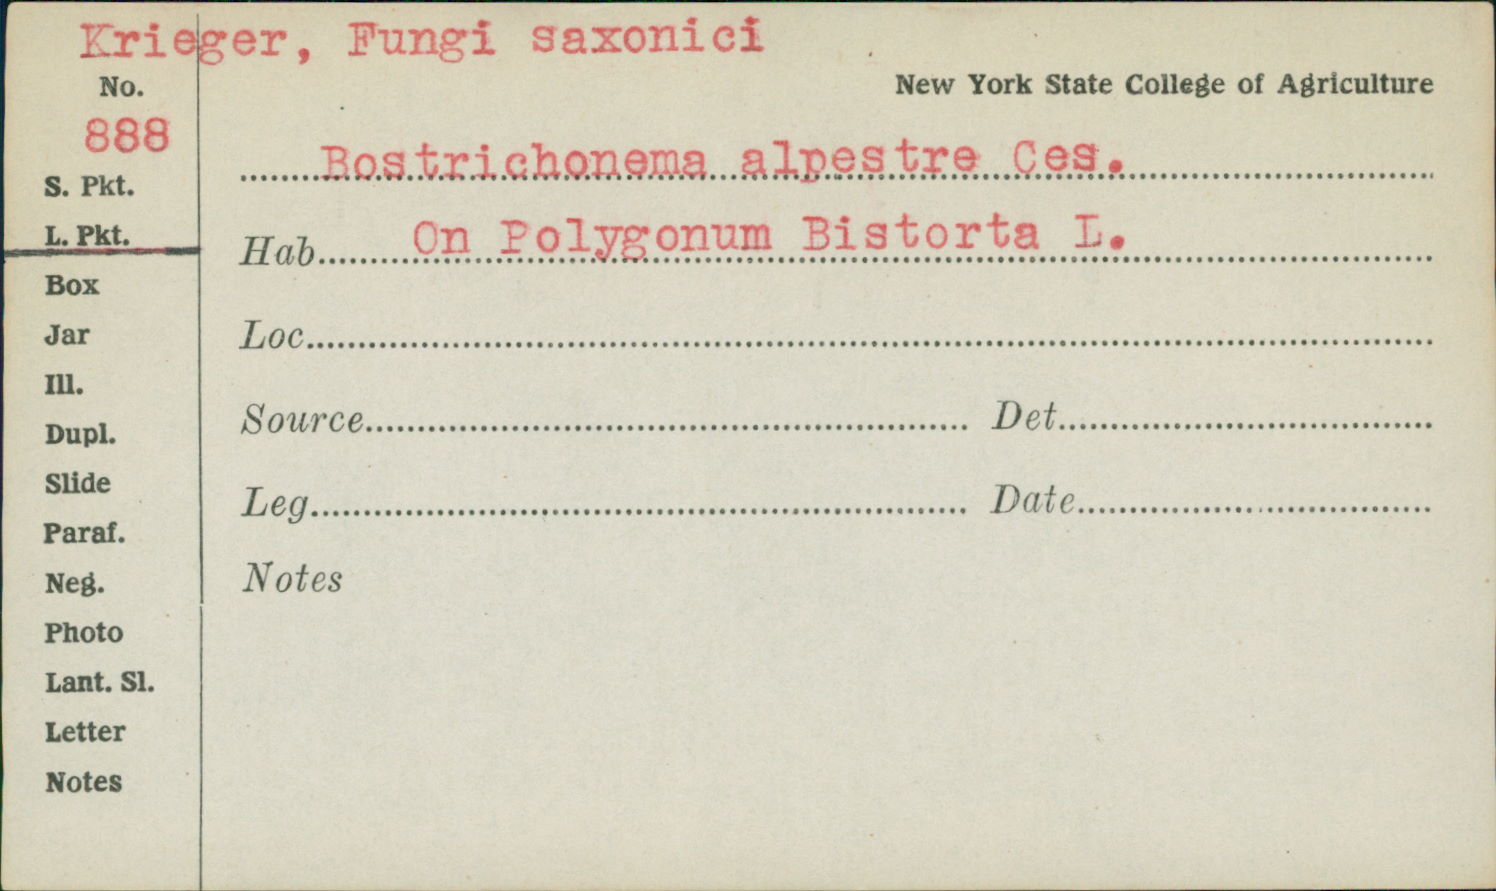 Krieger, Fungi saxonici
No.
New York State College of Agriculture
888
Bostrichonema alpestre Ces.
S. Pkt.
L. Pkt.
Hab. On Polygonum Bistorta L.
Box
Jar
Loc.
Ill.
Source Det.
Dupl.
Slide
Leg. Date
Paraf.
Neg.
Notes
Photo
Lant. Sl.
Letter
Notes